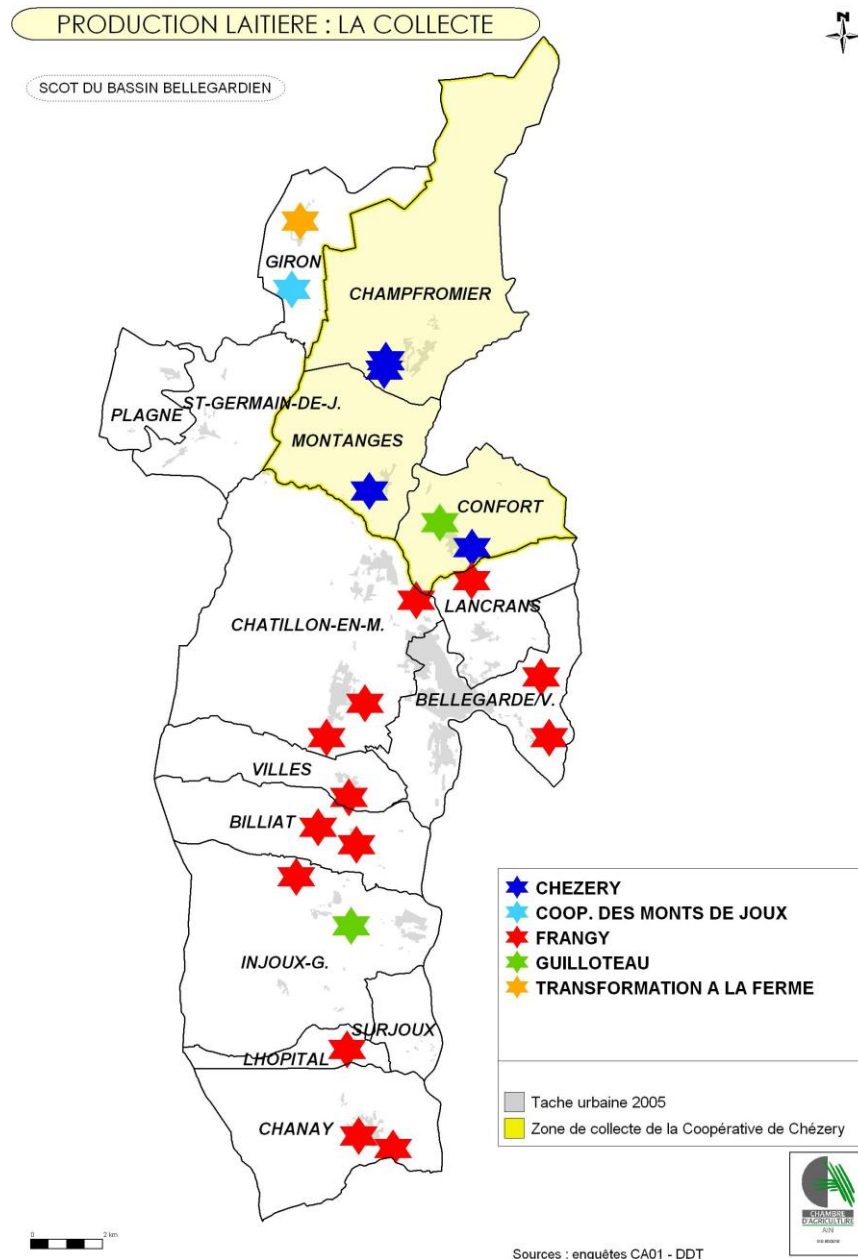 PRODUCTION LAITIERE : LA COLLECTE
N
SCOT DU BASSIN BELLEGARDIEN
GIRON
CHAMPFROMIER
ST-GERMAIN-DE-J.
PLAGNE
MONTANGES
CONFORT
LANCRANS
CHATILLON-EN-M.
BELLEGARDE/V.
VILLES
BILLIAT
INJOUX-G.
SURJOUX
LHOPITAL
CHANAY
CHEZERY
COOP. DES MONTS DE JOUX
FRANGY
GUILLOTEAU
TRANSFORMATION A LA FERME
Tache urbaine 2005
Zone de collecte de la Coopérative de Chézery
CHAMBRE
D'AGRICULTURE
AIN
0 2 km
Sources : enquêtes CA01 - DDT